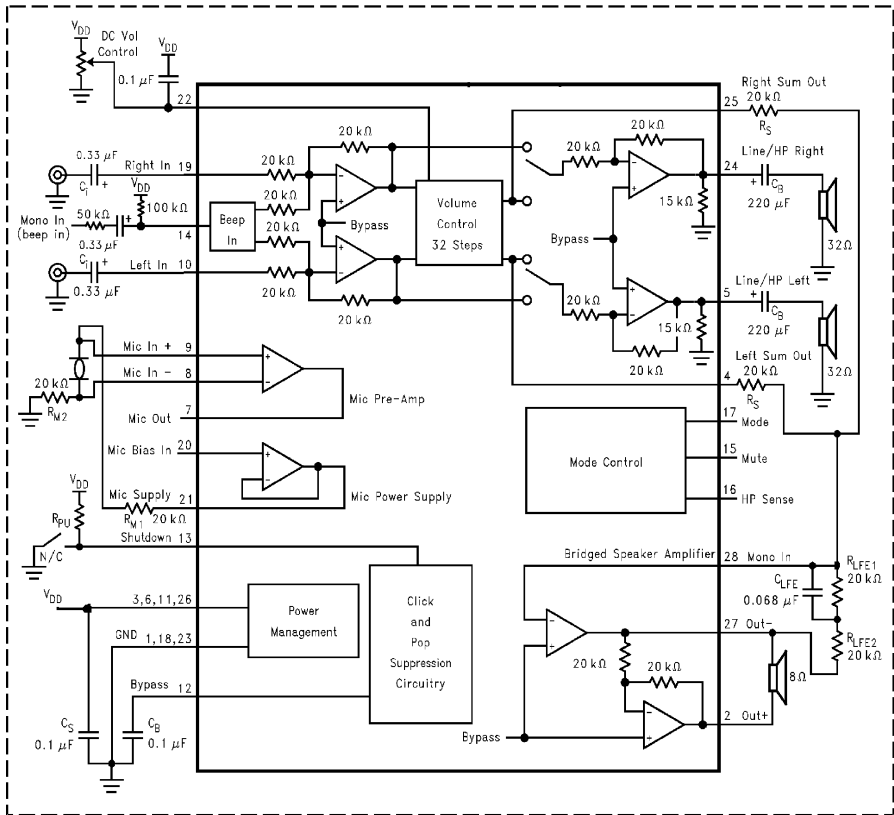 V_DD
DC Vol
Control
V_DD
0.1 µF
22
Right Sum Out
25 20 kΩ
R_S
0.33 µF
C_i +
Right In 19
20 kΩ
20 kΩ
V_DD
100 kΩ
Mono In
(beep in)
50 kΩ
+
0.33 µF
14
Beep
In
20 kΩ
20 kΩ
Left In 10
C_i +
0.33 µF
20 kΩ
20 kΩ
−
+
Bypass
+
−
Volume
Control
32 Steps
20 kΩ
20 kΩ
−
+
15 kΩ
Bypass
20 kΩ
+
−
15 kΩ
20 kΩ
Line/HP Right
24
+ C_B
220 µF
32Ω
Line/HP Left
5
+ C_B
220 µF
32Ω
Left Sum Out
4 20 kΩ
R_S
Mic In + 9
Mic In - 8
20 kΩ
R_M2
+
−
Mic Pre-Amp
Mic Out 7
Mic Bias In 20
+
−
Mic Power Supply
Mic Supply 21
R_M1 20 kΩ
Mode Control
17
Mode
15
Mute
16
HP Sense
V_DD
R_PU
N/C
Shutdown 13
V_DD
3,6,11,26
GND 1,18,23
Bypass 12
C_S
0.1 µF
C_B
0.1 µF
Power
Management
Click
and
Pop
Suppression
Circuitry
Bridged Speaker Amplifier 28 Mono In
C_LFE
0.068 µF
R_LFE1
20 kΩ
R_LFE2
20 kΩ
−
+
27 Out-
20 kΩ
20 kΩ
8Ω
−
+
2 Out+
Bypass